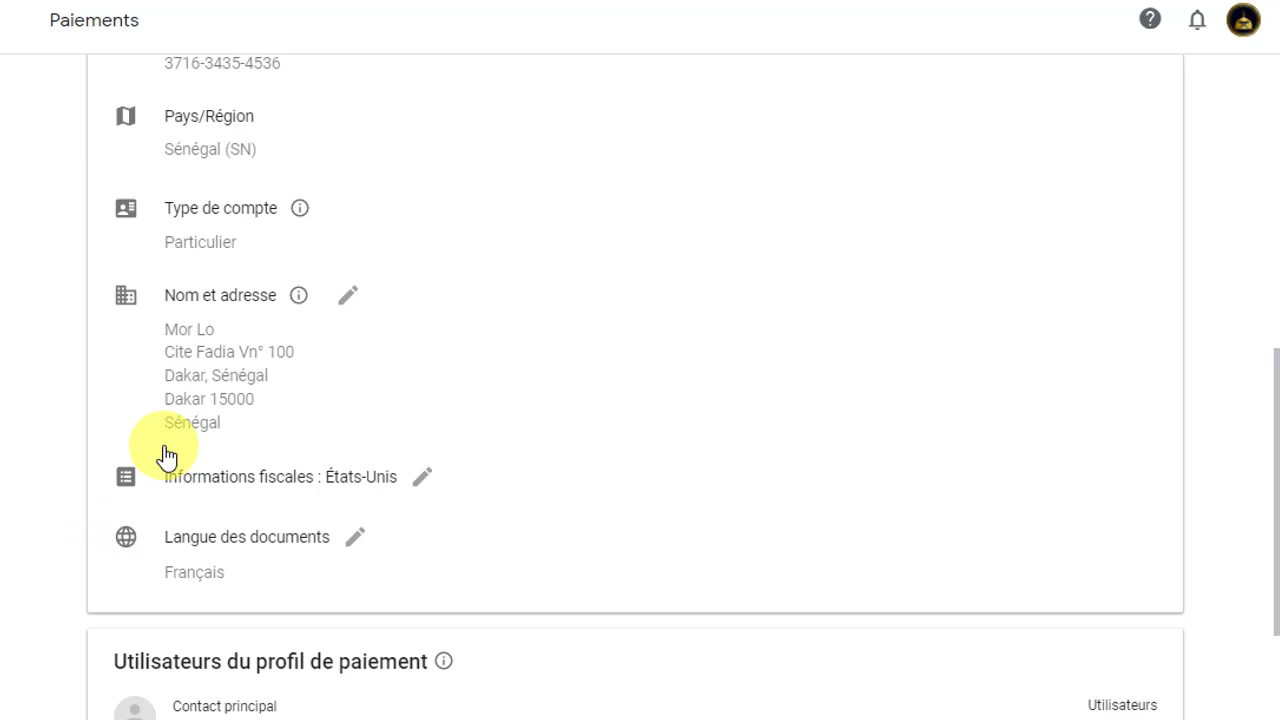 Paiements
3716-3435-4536
Pays/Région
Sénégal (SN)
Type de compte
Particulier
Nom et adresse
Mor Lo
Cite Fadia Vn° 100
Dakar, Sénégal
Dakar 15000
Sénégal
Informations fiscales : États-Unis
Langue des documents
Français
Utilisateurs du profil de paiement
Contact principal
Utilisateurs